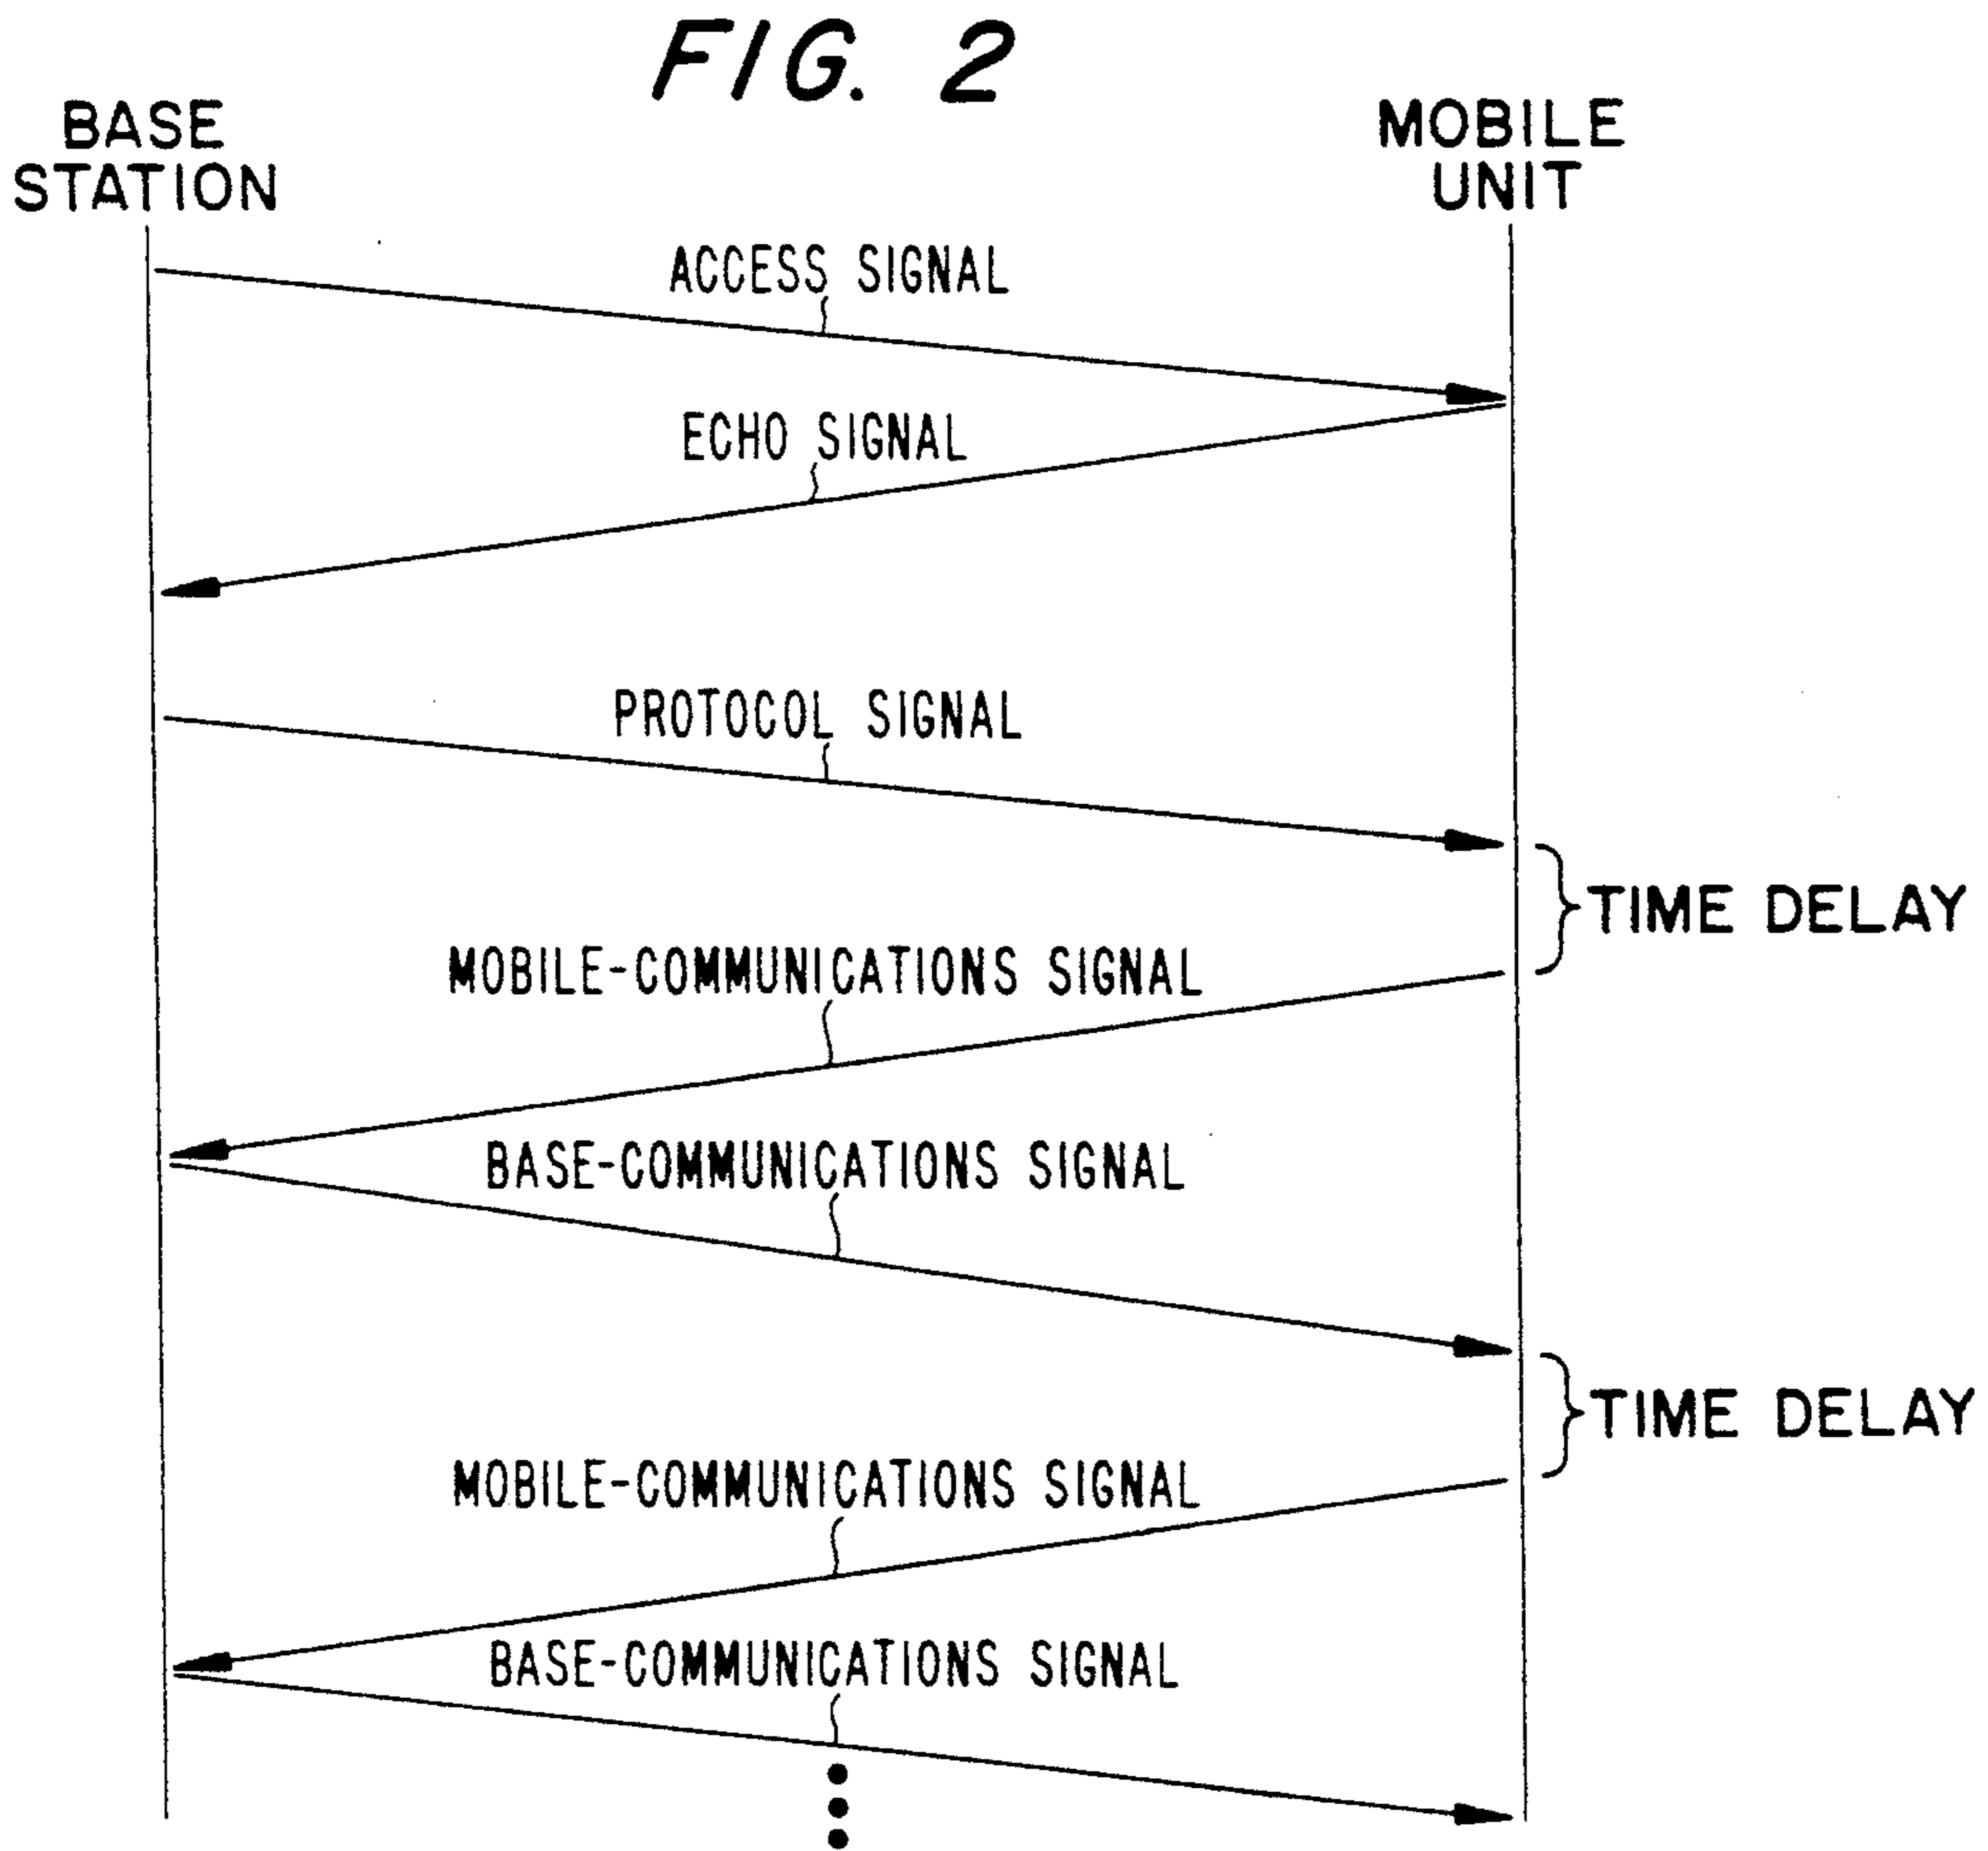 FIG. 2
BASE
STATION
MOBILE
UNIT
ACCESS SIGNAL
ECHO SIGNAL
PROTOCOL SIGNAL
TIME DELAY
MOBILE-COMMUNICATIONS SIGNAL
BASE-COMMUNICATIONS SIGNAL
TIME DELAY
MOBILE-COMMUNICATIONS SIGNAL
BASE-COMMUNICATIONS SIGNAL